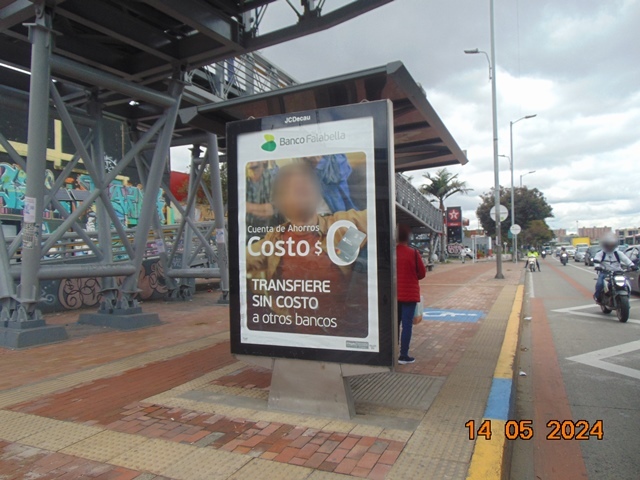 JCDecaux
Banco Falabella
Cuenta de Ahorros
Costo $0
TRANSFIERE
SIN COSTO
a otros bancos
14 05 2024